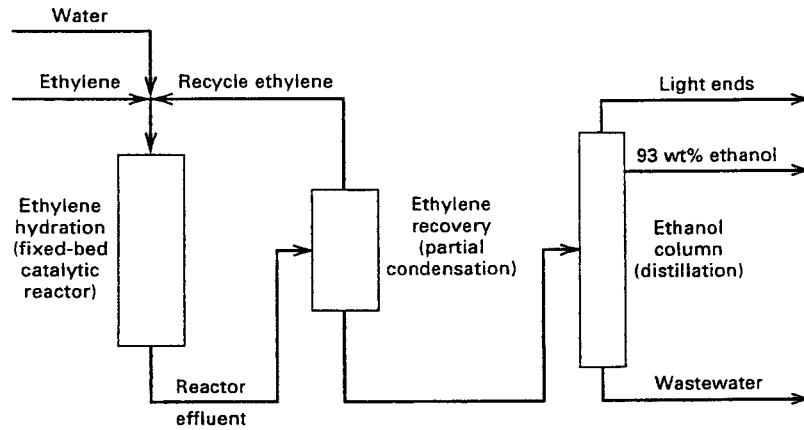 Water
Ethylene
Recycle ethylene
Light ends
93 wt% ethanol
Ethylene
hydration
(fixed-bed
catalytic
reactor)
Ethylene
recovery
(partial
condensation)
Ethanol
column
(distillation)
Reactor
effluent
Wastewater